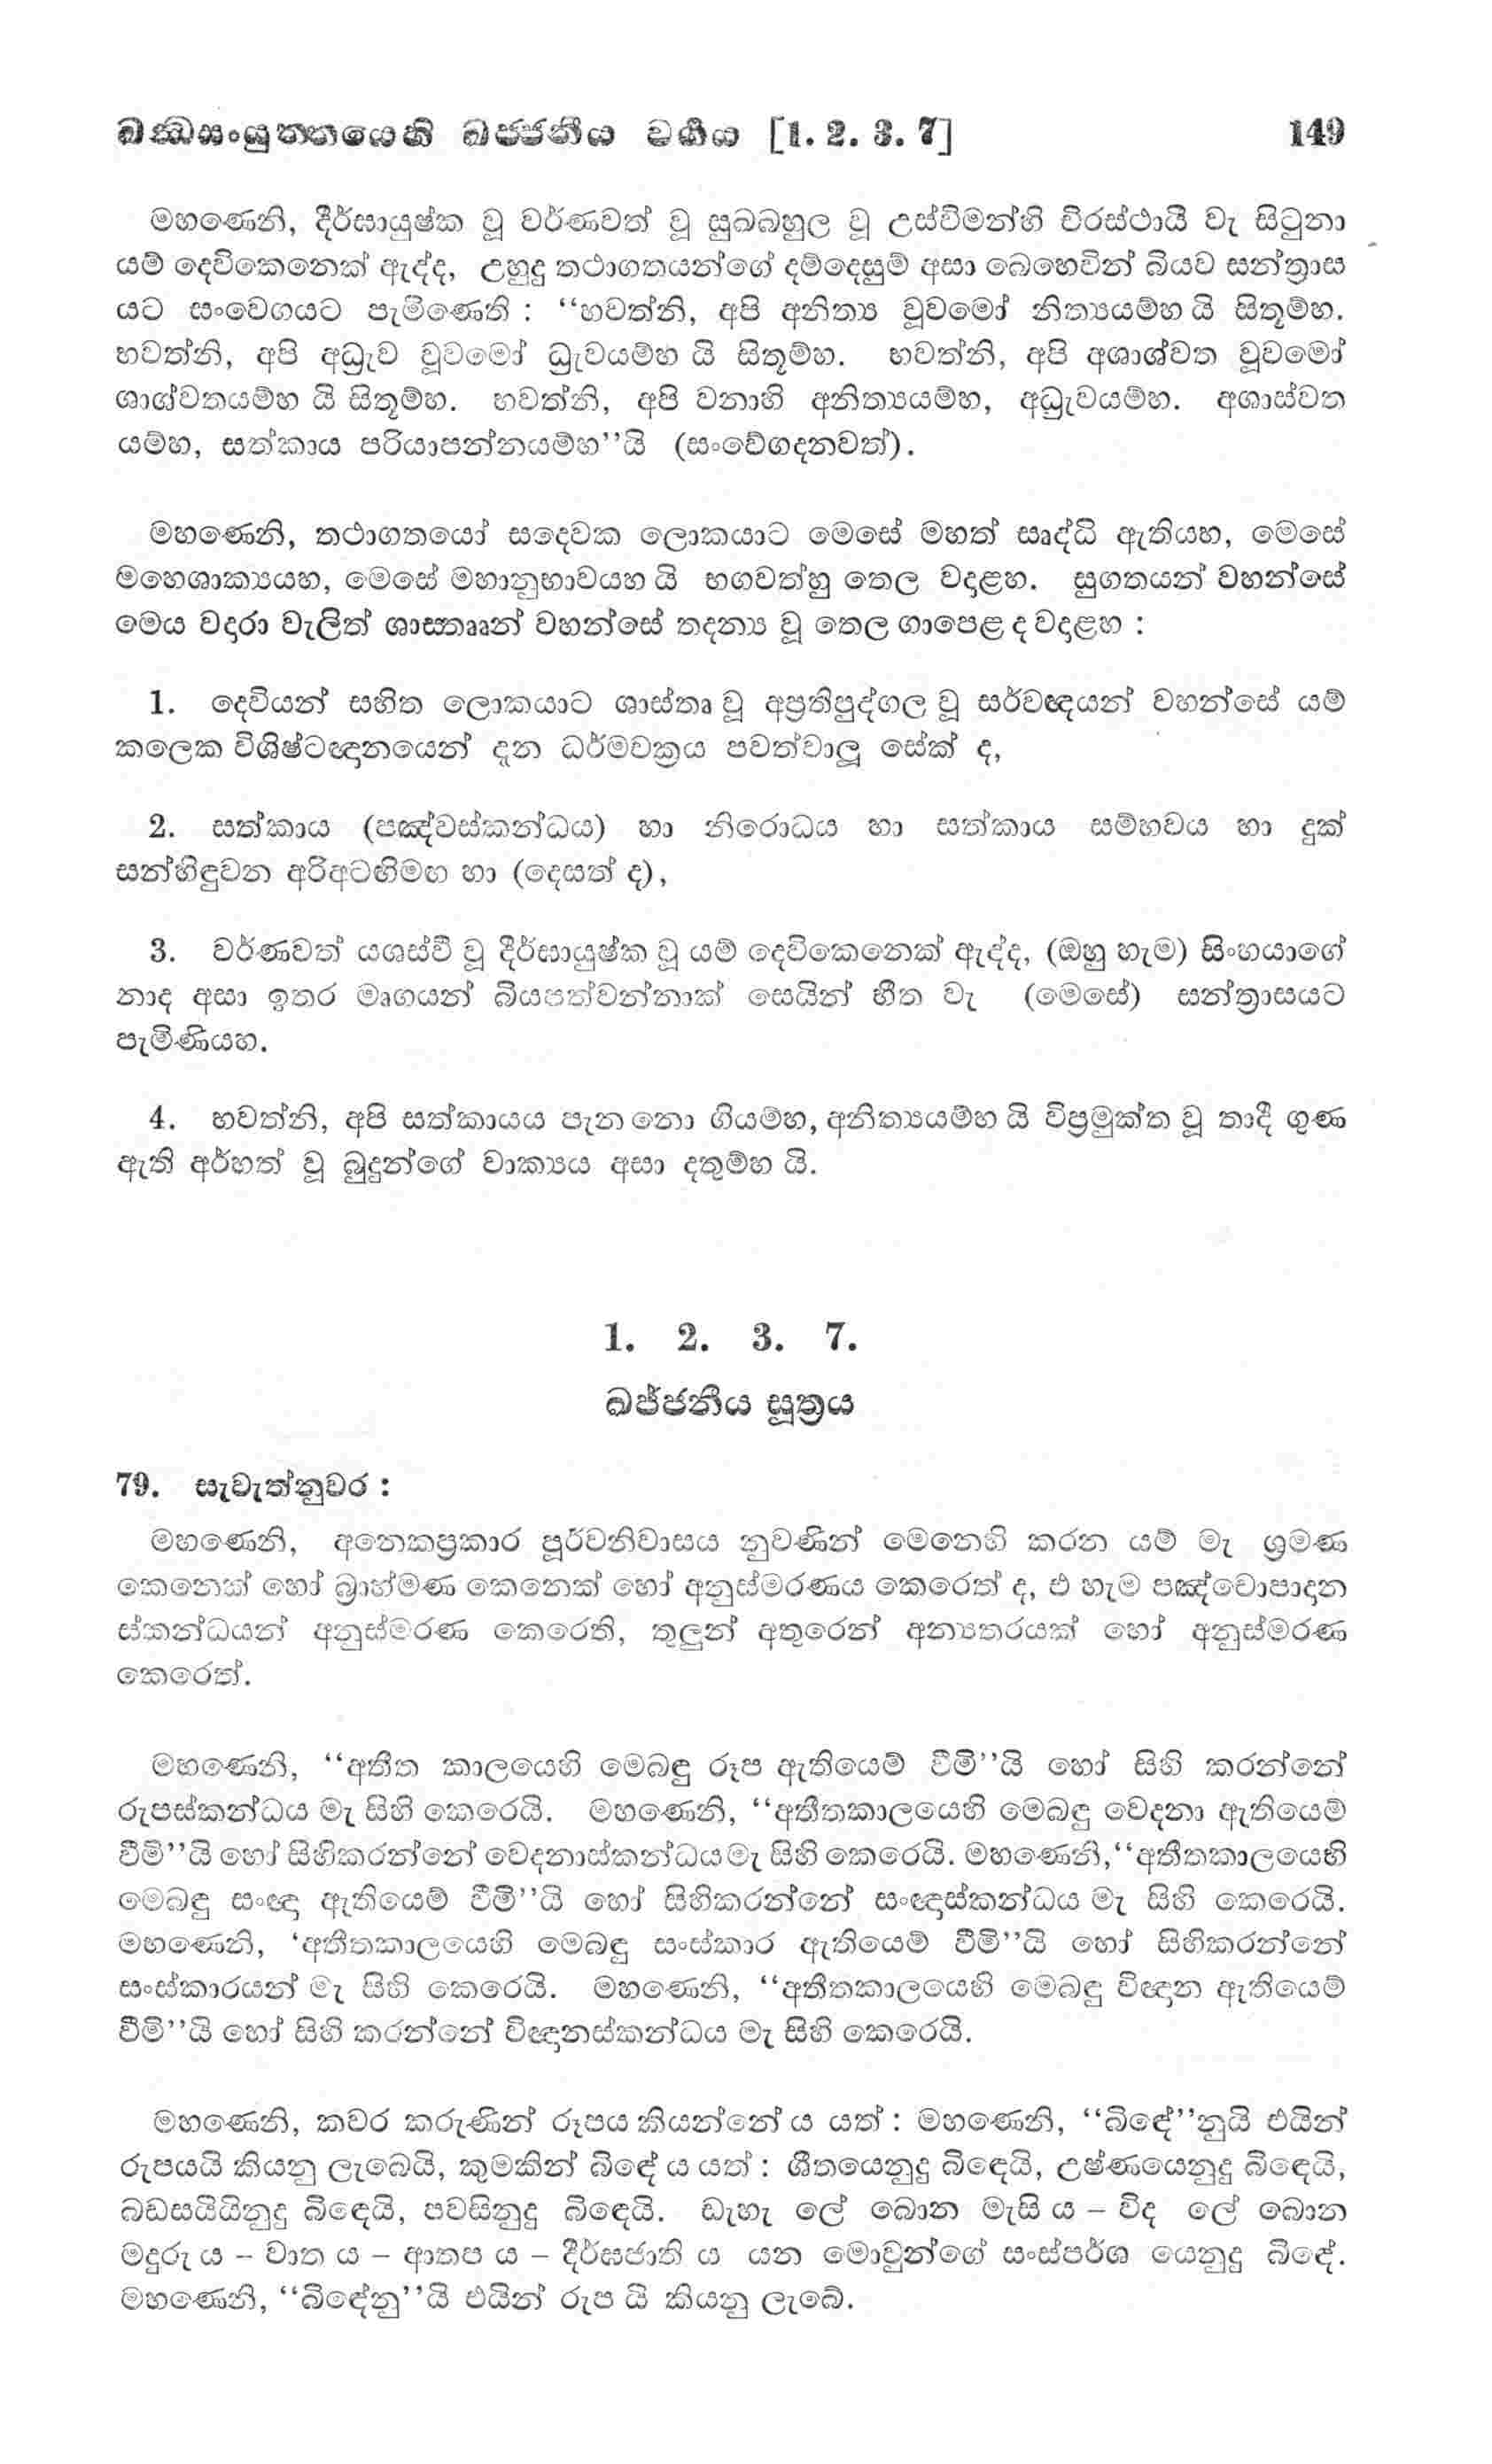 ඛන්ධසංයුත්තයෙහි ඛජ්ජනීය වර්‍ගය [1. 2. 3. 7] 149
මහණෙනි, දීර්ඝායුෂ්ක වූ වර්ණවත් වූ සුඛබහුල වූ උස්විමන්හි චිරස්ථායී වැ සිටුනා
යම් දෙවිකෙනෙක් ඇද්ද, උහුදු තථාගතයන්ගේ දම්දෙසුම් අසා බෙහෙවින් බියව සන්ත්‍රාස
යට සංවෙගයට පැමිණෙති : “භවත්නි, අපි අනිත්‍ය වූවමෝ නිත්‍යයම්හ යි සිතූම්හ.
භවත්නි, අපි අධ්‍රැව වූවමෝ ධ්‍රැවයම්හ යි සිතූම්හ. භවත්නි, අපි අශාශ්වත වූවමෝ
ශාශ්වතයම්හ යි සිතූම්හ. භවත්නි, අපි වනාහි අනිත්‍යයම්හ, අධ්‍රැවයම්හ. අශාස්වත
යම්හ, සත්කාය පරියාපන්නයම්හ”යි (සංවේගදනවත්).
මහණෙනි, තථාගතයෝ සදෙවක ලොකයාට මෙසේ මහත් සෘද්ධි ඇතියහ, මෙසේ
මහෙශාක්‍යයහ, මෙසේ මහානුභාවයහ යි භගවත්හු තෙල වදාළහ. සුගතයන් වහන්සේ
මෙය වදාරා වැලිත් ශාස්තෲන් වහන්සේ තදන්‍ය වූ තෙල ගාපෙළ ද වදාළහ :
1. දෙවියන් සහිත ලොකයාට ශාස්තෘ වූ අප්‍රතිපුද්ගල වූ සර්වඥයන් වහන්සේ යම්
කලෙක විශිෂ්ටඥානයෙන් දැන ධර්මචක්‍රය පවත්වාලූ සේක් ද,
2. සත්කාය (පඤ්චස්කන්ධය) හා නිරොධය හා සත්කාය සම්භවය හා දුක්
සන්හිඳුවන අරිඅටඟිමඟ හා (දෙසත් ද),
3. වර්ණවත් යශස්වී වූ දීර්ඝායුෂ්ක වූ යම් දෙවිකෙනෙක් ඇද්ද, (ඔහු හැම) සිංහයාගේ
නාද අසා ඉතර මෘගයන් බියපත්වන්නාක් සෙයින් භීත වැ (මෙසේ) සන්ත්‍රාසයට
පැමිණියහ.
4. භවත්නි, අපි සත්කායය පැන නො ගියම්හ, අනිත්‍යයම්හ යි විප්‍රමුක්ත වූ තාදී ගුණ
ඇති අර්හත් වූ බුදුන්ගේ වාක්‍යය අසා දතුම්හ යි.
1. 2. 3. 7.
ඛජ්ජනීය සූත්‍රය
79. සැවැත්නුවර :
මහණෙනි, අනෙකප්‍රකාර පූර්වනිවාසය නුවණින් මෙනෙහි කරන යම් මැ ශ්‍රමණ
කෙනෙක් හෝ බ්‍රාහ්මණ කෙනෙක් හෝ අනුස්මරණය කෙරෙත් ද, එ හැම පඤ්චොපාදාන
ස්කන්ධයන් අනුස්මරණ කෙරෙති, තුලුන් අතුරෙන් අන්‍යතරයක් හෝ අනුස්මරණ
කෙරෙත්.
මහණෙනි, “අතීත කාලයෙහි මෙබඳු රූප ඇතියෙම් වීමි”යි හෝ සිහි කරන්නේ
රූපස්කන්ධය මැ සිහි කෙරෙයි. මහණෙනි, “අතීතකාලයෙහි මෙබඳු වෙදනා ඇතියෙම්
වීමි”යි හෝ සිහිකරන්නේ වෙදනාස්කන්ධය මැ සිහි කෙරෙයි. මහණෙනි, “අතීතකාලයෙහි
මෙබඳු සංඥා ඇතියෙම් වීමි”යි හෝ සිහිකරන්නේ සංඥාස්කන්ධය මැ සිහි කෙරෙයි.
මහණෙනි, ‘අතීතකාලයෙහි මෙබඳු සංස්කාර ඇතියෙම් වීමි”යි හෝ සිහිකරන්නේ
සංස්කාරයන් මැ සිහි කෙරෙයි. මහණෙනි, “අතීතකාලයෙහි මෙබඳු විඥාන ඇතියෙම්
වීමි”යි හෝ සිහි කරන්නේ විඥානස්කන්ධය මැ සිහි කෙරෙයි.
මහණෙනි, කවර කරුණින් රූපය කියන්නේ ය යත් : මහණෙනි, “බිඳේ”නුයි එයින්
රූපයයි කියනු ලැබෙයි, කුමකින් බිඳේ ය යත් : ශීතයෙනුදු බිඳෙයි, උෂ්ණයෙනුදු බිඳෙයි,
බඩසයියිනුදු බිඳෙයි, පවසිනුදු බිඳෙයි. ඩැහැ ලේ බොන මැසි ය – විද ලේ බොන
මදුරු ය – වාත ය – ආතප ය – දීර්ඝජාති ය යන මොවුන්ගේ සංස්පර්ශ යෙනුදු බිඳේ.
මහණෙනි, “බිඳේනු”යි එයින් රූප යි කියනු ලැබේ.